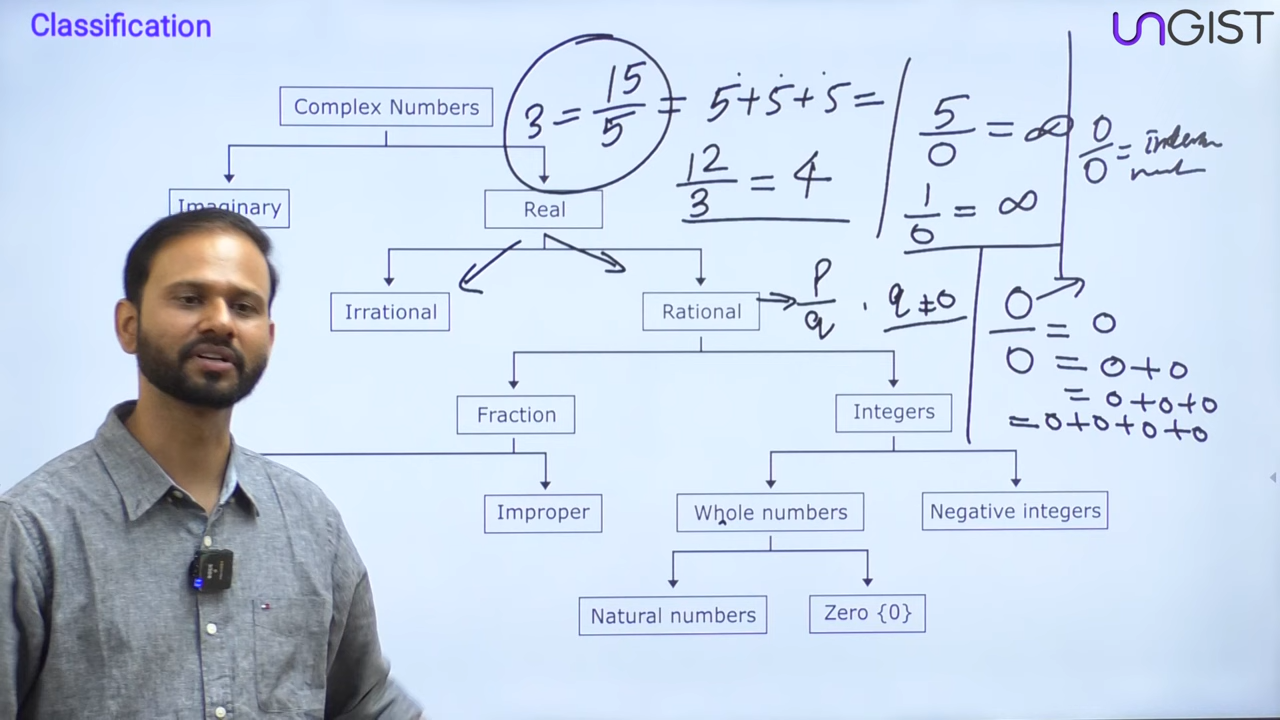 Classification
UNGIST
Complex Numbers
3 = 15/5 = 5+5+5 =
12/3 = 4
5/0 = ∞
1/0 = ∞
0/0 =
Imaginary
Real
Irrational
Rational
p/q . q ≠ 0
0/0 = 0
= 0+0
= 0+0+0
= 0+0+0+0
Fraction
Integers
Improper
Whole numbers
Negative integers
Natural numbers
Zero {0}